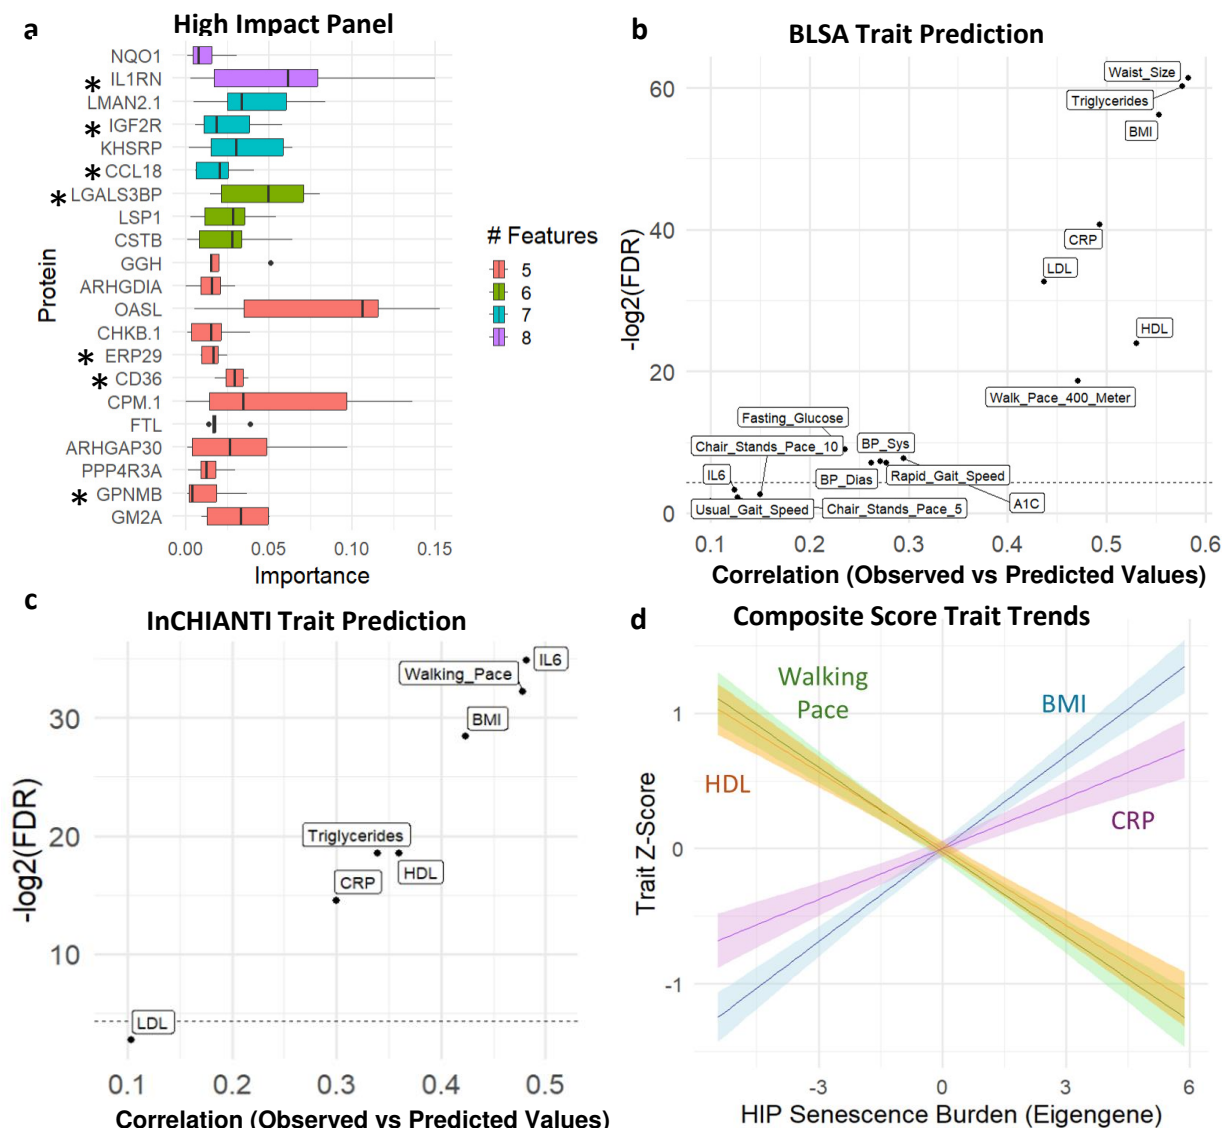 a
High Impact Panel
NQO1
* IL1RN
LMAN2.1
* IGF2R
KHSRP
* CCL18
* LGALS3BP
LSP1
CSTB
GGH
ARHGDIA
OASL
CHKB.1
* ERP29
* CD36
CPM.1
FTL
ARHGAP30
PPP4R3A
* GPNMB
GM2A
Protein
0.00 0.05 0.10 0.15
Importance
# Features
5
6
7
8
b
BLSA Trait Prediction
-log2(FDR)
60
40
20
0
Waist_Size
Triglycerides
BMI
CRP
LDL
HDL
Walk_Pace_400_Meter
Fasting_Glucose
Chair_Stands_Pace_10
BP_Sys
IL6
BP_Dias
Rapid_Gait_Speed
Usual_Gait_Speed
Chair_Stands_Pace_5
A1C
0.1 0.2 0.3 0.4 0.5 0.6
Correlation (Observed vs Predicted Values)
c
InCHIANTI Trait Prediction
-log2(FDR)
30
20
10
IL6
Walking_Pace
BMI
Triglycerides
HDL
CRP
LDL
0.1 0.2 0.3 0.4 0.5
Correlation (Observed vs Predicted Values)
d
Composite Score Trait Trends
Trait Z-Score
1
0
-1
Walking
Pace
BMI
HDL
CRP
-3 0 3 6
HIP Senescence Burden (Eigengene)